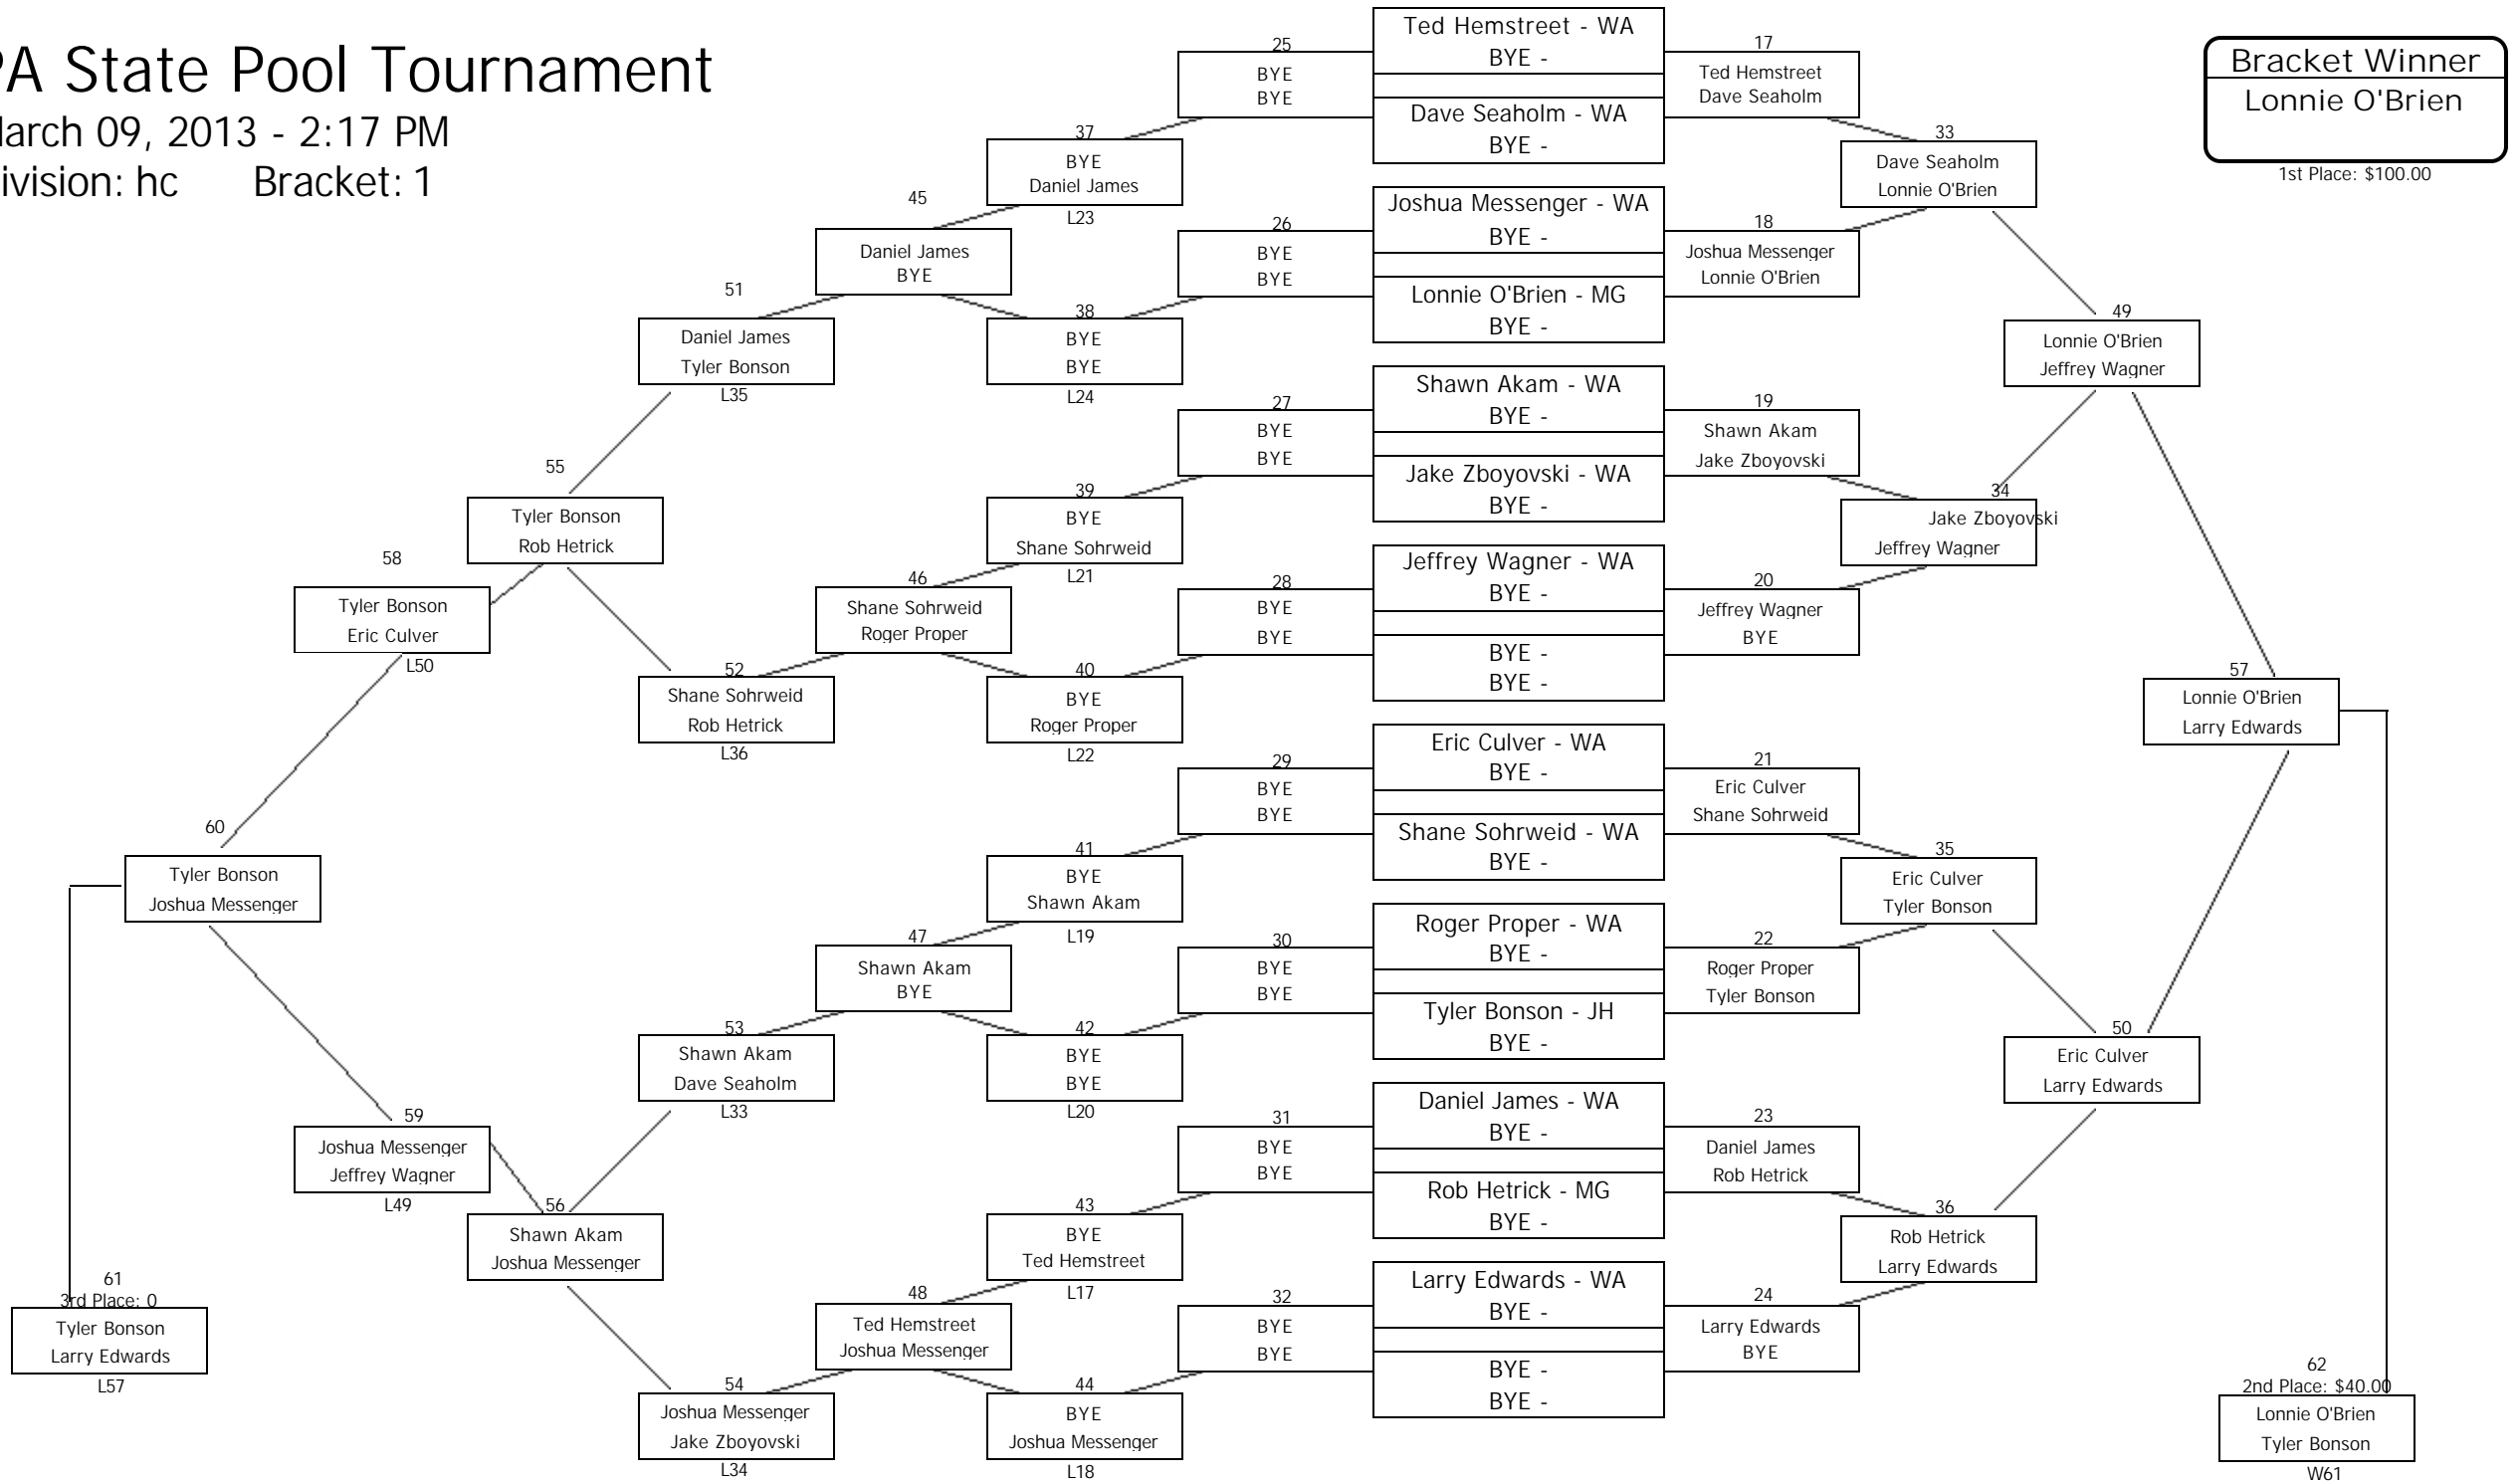 PA State Pool Tournament
March 09, 2013 - 2:17 PM
ivision: hc Bracket: 1
Bracket Winner
Lonnie O'Brien
1st Place: $100.00
61
3rd Place: 0
Tyler Bonson
Larry Edwards
L57
60
Tyler Bonson
Joshua Messenger
58
Tyler Bonson
Eric Culver
L50
59
Joshua Messenger
Jeffrey Wagner
L49
55
Tyler Bonson
Rob Hetrick
56
Shawn Akam
Joshua Messenger
51
Daniel James
Tyler Bonson
L35
52
Shane Sohrweid
Rob Hetrick
L36
53
Shawn Akam
Dave Seaholm
L33
54
Joshua Messenger
Jake Zboyovski
L34
45
Daniel James
BYE
46
Shane Sohrweid
Roger Proper
47
Shawn Akam
BYE
48
Ted Hemstreet
Joshua Messenger
37
BYE
Daniel James
L23
38
BYE
BYE
L24
39
BYE
Shane Sohrweid
L21
40
BYE
Roger Proper
L22
41
BYE
Shawn Akam
L19
42
BYE
BYE
L20
43
BYE
Ted Hemstreet
L17
44
BYE
Joshua Messenger
L18
25
BYE
BYE
26
BYE
BYE
27
BYE
BYE
28
BYE
BYE
29
BYE
BYE
30
BYE
BYE
31
BYE
BYE
32
BYE
BYE
Ted Hemstreet - WA
BYE -
Dave Seaholm - WA
BYE -
Joshua Messenger - WA
BYE -
Lonnie O'Brien - MG
BYE -
Shawn Akam - WA
BYE -
Jake Zboyovski - WA
BYE -
Jeffrey Wagner - WA
BYE -
BYE -
BYE -
Eric Culver - WA
BYE -
Shane Sohrweid - WA
BYE -
Roger Proper - WA
BYE -
Tyler Bonson - JH
BYE -
Daniel James - WA
BYE -
Rob Hetrick - MG
BYE -
Larry Edwards - WA
BYE -
BYE -
BYE -
17
Ted Hemstreet
Dave Seaholm
18
Joshua Messenger
Lonnie O'Brien
19
Shawn Akam
Jake Zboyovski
20
Jeffrey Wagner
BYE
21
Eric Culver
Shane Sohrweid
22
Roger Proper
Tyler Bonson
23
Daniel James
Rob Hetrick
24
Larry Edwards
BYE
33
Dave Seaholm
Lonnie O'Brien
34
Jake Zboyovski
Jeffrey Wagner
35
Eric Culver
Tyler Bonson
36
Rob Hetrick
Larry Edwards
49
Lonnie O'Brien
Jeffrey Wagner
50
Eric Culver
Larry Edwards
57
Lonnie O'Brien
Larry Edwards
62
2nd Place: $40.00
Lonnie O'Brien
Tyler Bonson
W61